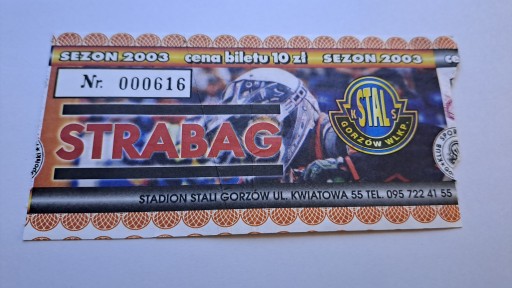 SEZON 2003 cena biletu 10 zł SEZON 2003
Nr. 000616
STRABAG
STAL
K S
GORZÓW WLKP.
STADION STALI GORZÓW UL. KWIATOWA 55 TEL. 095 722 41 55